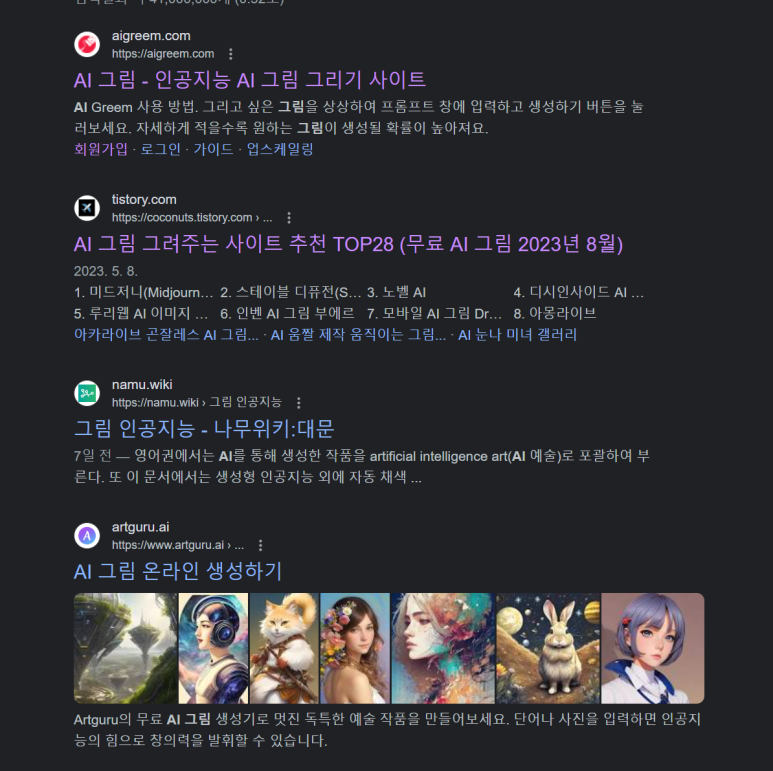 aigreem.com
https://aigreem.com
AI 그림 - 인공지능 AI 그림 그리기 사이트
AI Greem 사용 방법. 그리고 싶은 그림을 상상하여 프롬프트 창에 입력하고 생성하기 버튼을 눌
러보세요. 자세하게 적을수록 원하는 그림이 생성될 확률이 높아져요.
회원가입 · 로그인 · 가이드 · 업스케일링
tistory.com
https://coconuts.tistory.com › ...
AI 그림 그려주는 사이트 추천 TOP28 (무료 AI 그림 2023년 8월)
2023. 5. 8.
1. 미드저니(Midjourn… 2. 스테이블 디퓨전(S… 3. 노벨 AI 4. 디시인사이드 AI …
5. 루리웹 AI 이미지 … 6. 인벤 AI 그림 부에르 7. 모바일 AI 그림 Dr… 8. 아몽라이브
아카라이브 곤잘레스 AI 그림... · AI 움짤 제작 움직이는 그림... · AI 눈나 미녀 갤러리
namu.wiki
https://namu.wiki › 그림 인공지능
그림 인공지능 - 나무위키:대문
7일 전 — 영어권에서는 AI를 통해 생성한 작품을 artificial intelligence art(AI 예술)로 포괄하여 부
른다. 또 이 문서에서는 생성형 인공지능 외에 자동 채색 ...
artguru.ai
https://www.artguru.ai › ...
AI 그림 온라인 생성하기
Artguru의 무료 AI 그림 생성기로 멋진 독특한 예술 작품을 만들어보세요. 단어나 사진을 입력하면 인공지
능의 힘으로 창의력을 발휘할 수 있습니다.